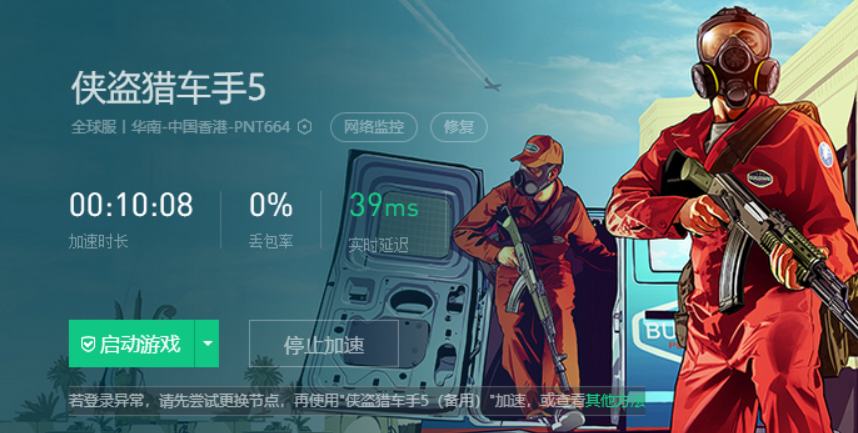 侠盗猎车手5
全球服丨华南-中国香港-PNT664 网络监控 修复
00:10:08 0% 39ms
加速时长 丢包率 实时延迟
启动游戏 停止加速
若登录异常，请先尝试更换节点，再使用"侠盗猎车手5（备用）"加速，或查看其他方法